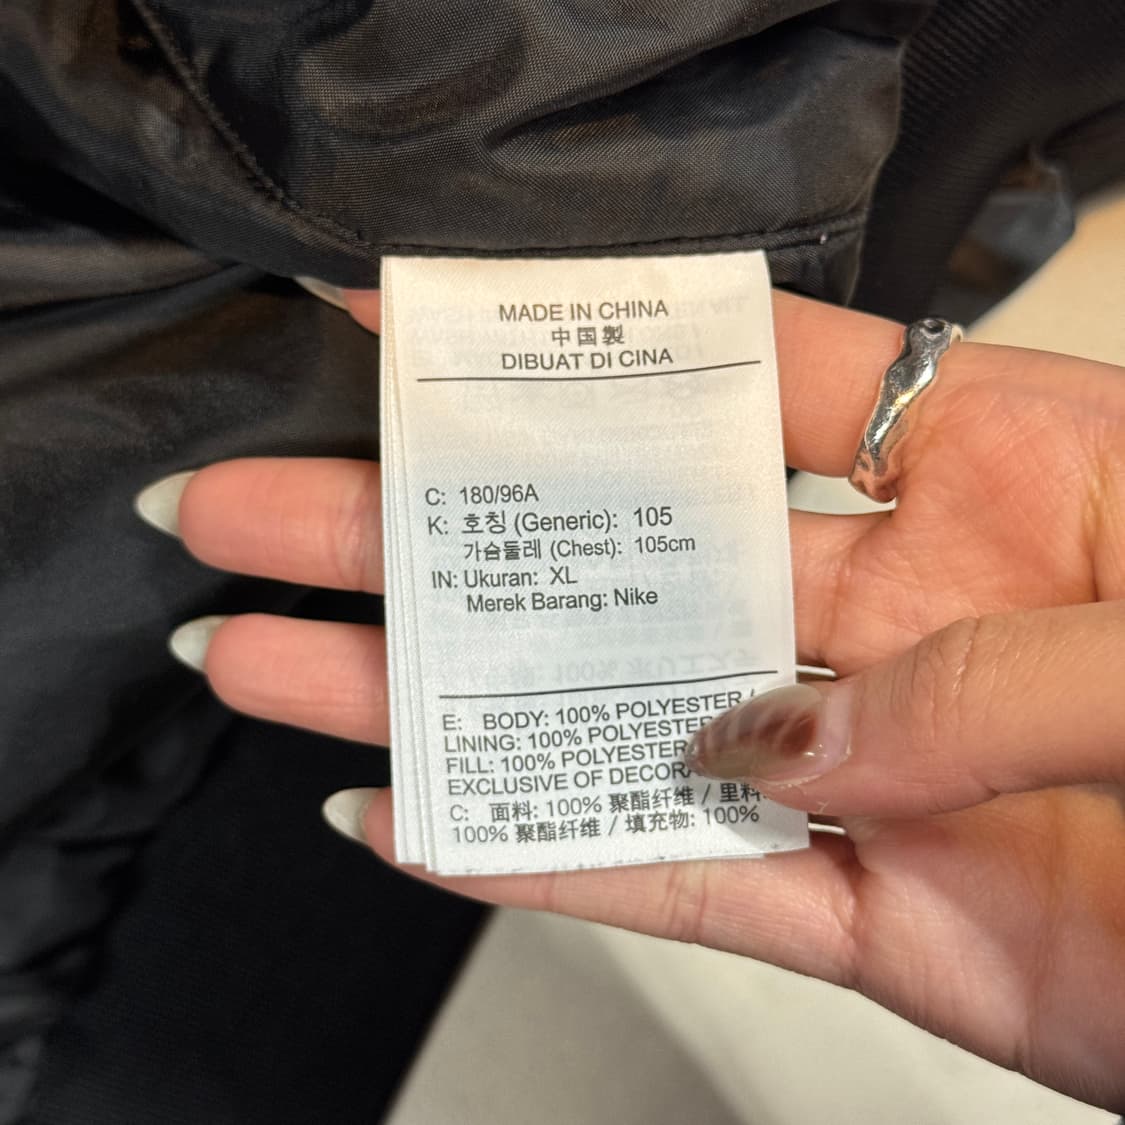 MADE IN CHINA
中国製
DIBUAT DI CINA
C: 180/96A
K: 호칭 (Generic): 105
가슴둘레 (Chest): 105cm
IN: Ukuran: XL
Merek Barang: Nike
E: BODY: 100% POLYESTER /
LINING: 100% POLYESTER
FILL: 100% POLYESTER
EXCLUSIVE OF
C: 面料: 100% 聚酯纤维 / 里料:
100% 聚酯纤维 / 填充物: 100%